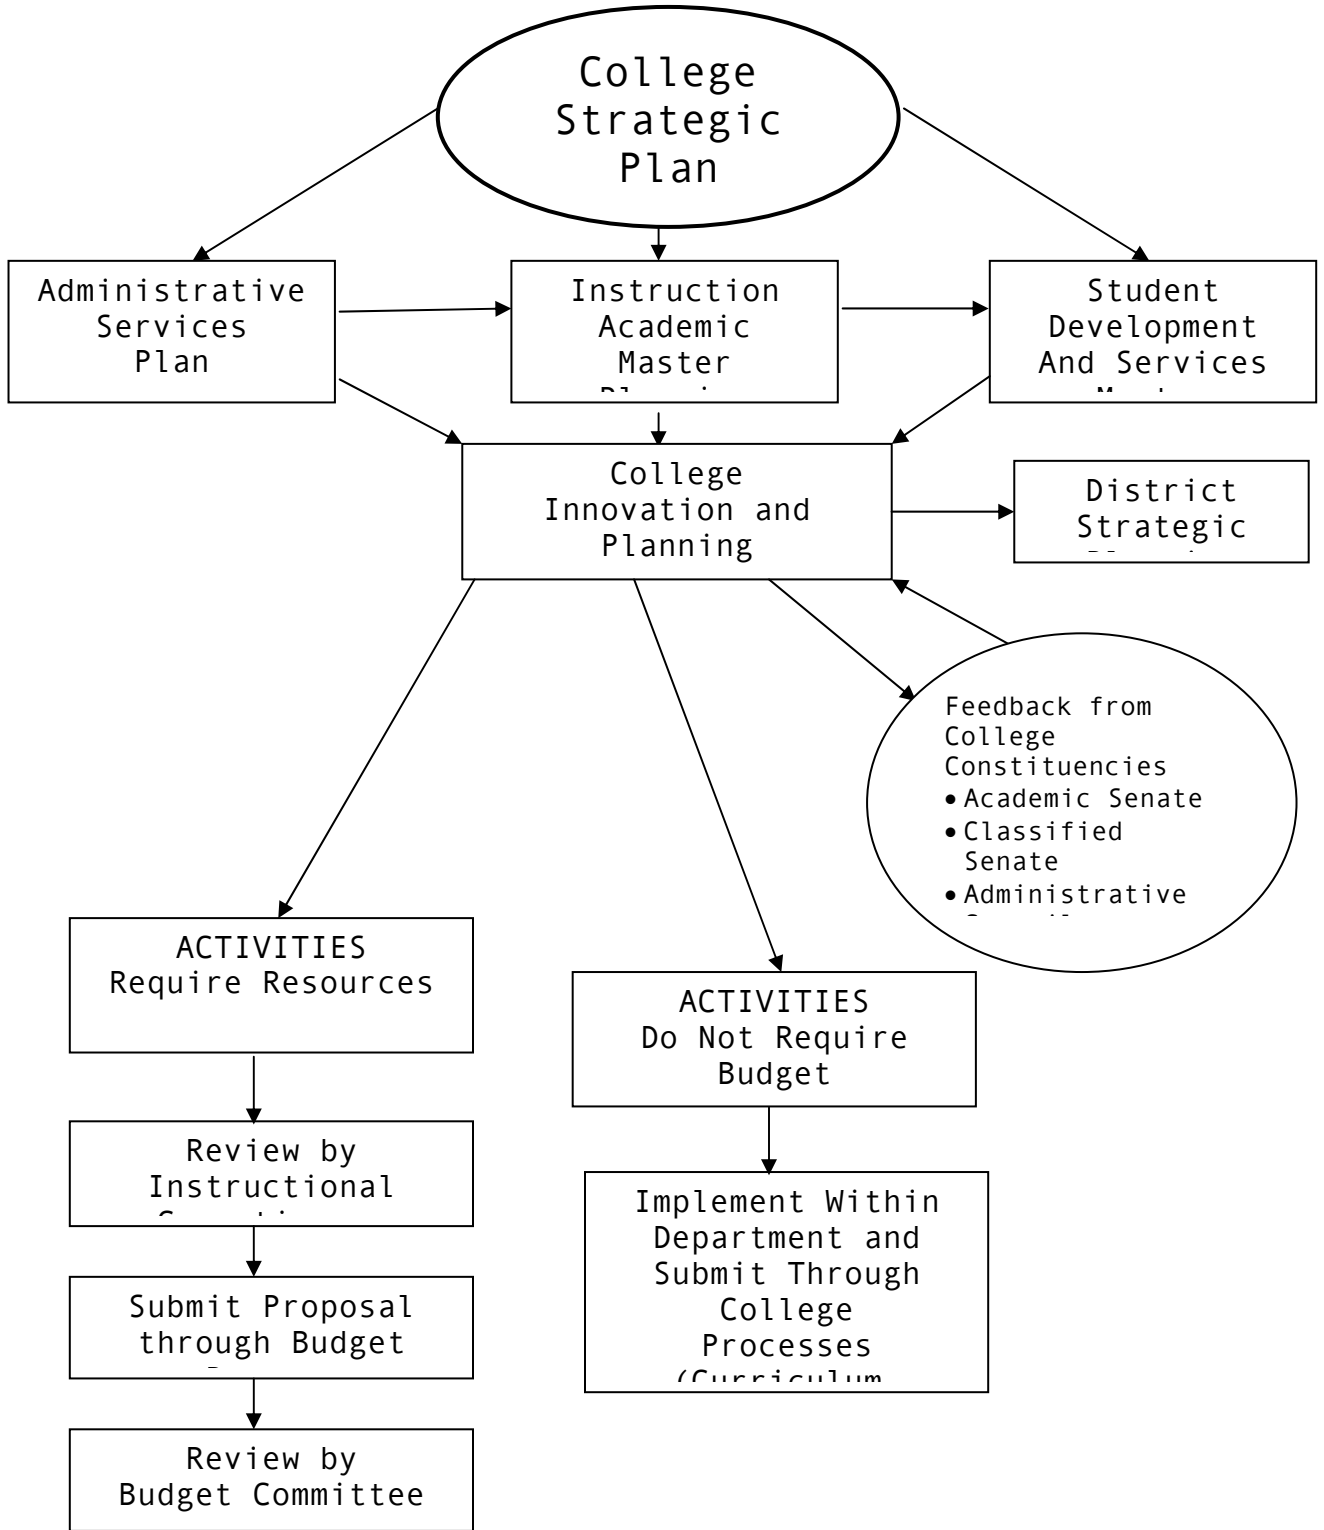 College
Strategic
Plan
Administrative
Services
Plan
Instruction
Academic
Master
Student
Development
And Services
College
Innovation and
Planning
District
Strategic
Feedback from
College
Constituencies
• Academic Senate
• Classified
Senate
• Administrative
ACTIVITIES
Require Resources
ACTIVITIES
Do Not Require
Budget
Review by
Instructional
Implement Within
Department and
Submit Through
College
Processes
(Curriculum
Submit Proposal
through Budget
Review by
Budget Committee